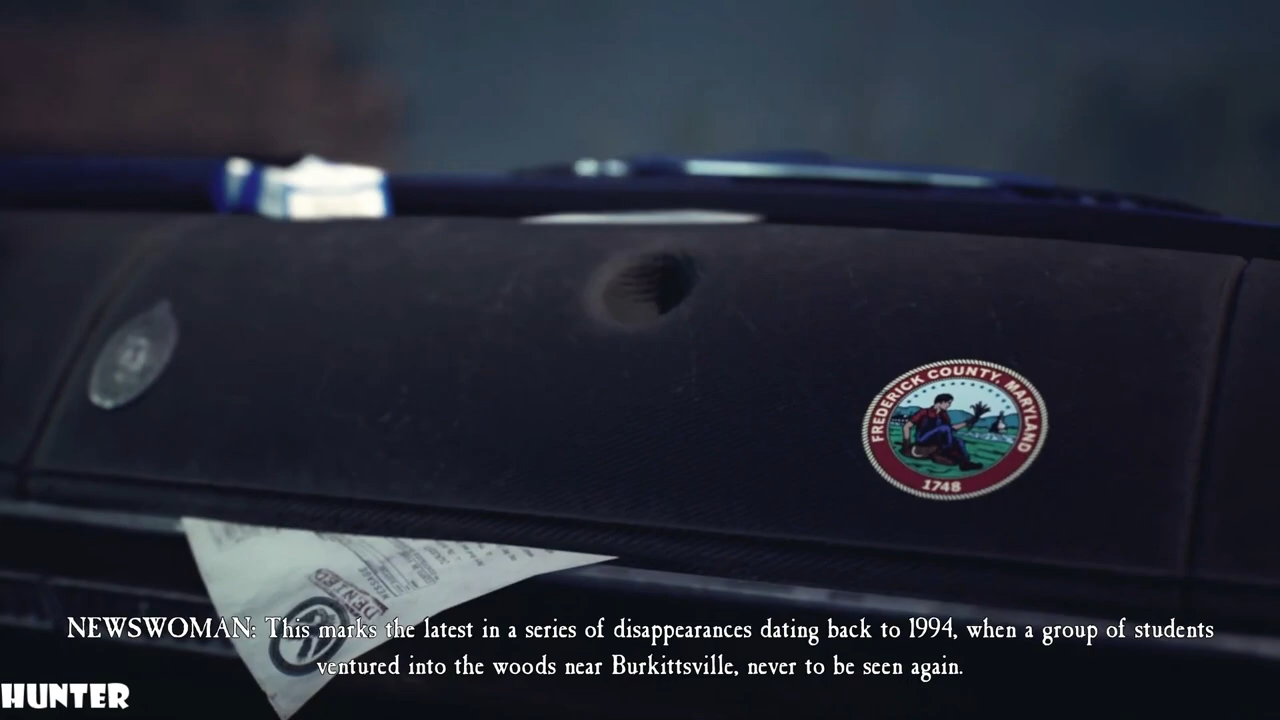 FREDERICK COUNTY, MARYLAND
1748
DENIED
MESSAGE
NEWSWOMAN: This marks the latest in a series of disappearances dating back to 1994, when a group of students
ventured into the woods near Burkittsville, never to be seen again.
HUNTER